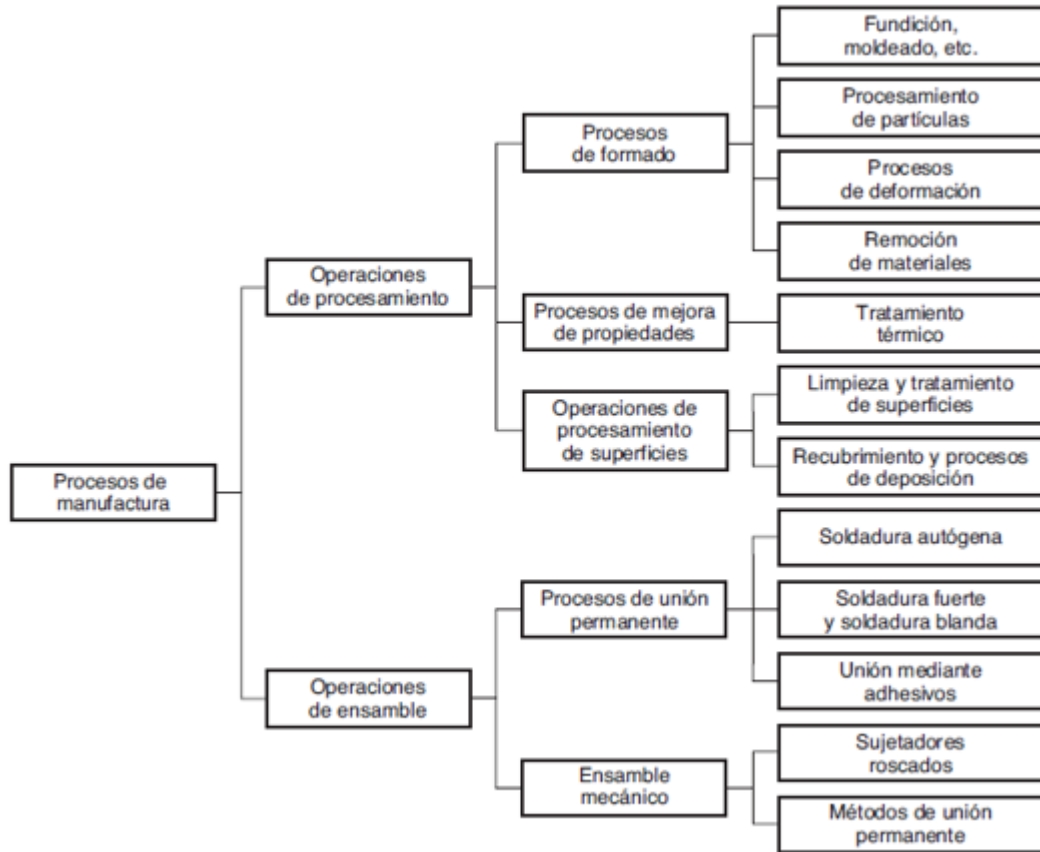 Fundición,
moldeado, etc.
Procesamiento
de partículas
Procesos
de formado
Procesos
de deformación
Remoción
de materiales
Operaciones
de procesamiento
Procesos de mejora
de propiedades
Tratamiento
térmico
Limpieza y tratamiento
de superficies
Operaciones de
procesamiento
de superficies
Recubrimiento y procesos
de deposición
Procesos de
manufactura
Soldadura autógena
Procesos de unión
permanente
Soldadura fuerte
y soldadura blanda
Unión mediante
adhesivos
Operaciones
de ensamble
Sujetadores
roscados
Ensamble
mecánico
Métodos de unión
permanente